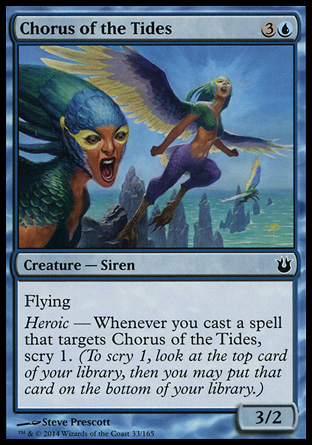 Chorus of the Tides 3
Creature — Siren
Flying
Heroic — Whenever you cast a spell
that targets Chorus of the Tides,
scry 1. (To scry 1, look at the top card
of your library, then you may put
that card on the bottom of your library.)
Steve Prescott
™ & © 2014 Wizards of the Coast 33/165
3/2